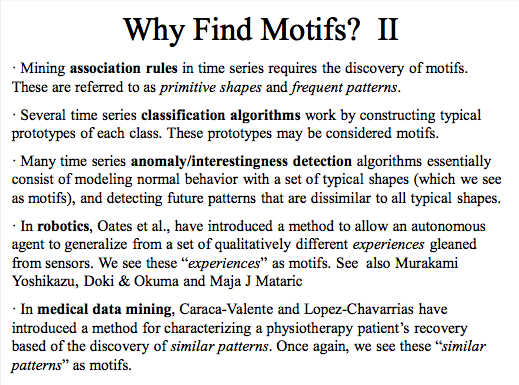 Why Find Motifs? II
· Mining association rules in time series requires the discovery of motifs.
These are referred to as primitive shapes and frequent patterns.
· Several time series classification algorithms work by constructing typical
prototypes of each class. These prototypes may be considered motifs.
· Many time series anomaly/interestingness detection algorithms essentially
consist of modeling normal behavior with a set of typical shapes (which we see
as motifs), and detecting future patterns that are dissimilar to all typical shapes.
· In robotics, Oates et al., have introduced a method to allow an autonomous
agent to generalize from a set of qualitatively different experiences gleaned
from sensors. We see these “experiences” as motifs. See also Murakami
Yoshikazu, Doki & Okuma and Maja J Mataric
· In medical data mining, Caraca-Valente and Lopez-Chavarrias have
introduced a method for characterizing a physiotherapy patient’s recovery
based of the discovery of similar patterns. Once again, we see these “similar
patterns” as motifs.